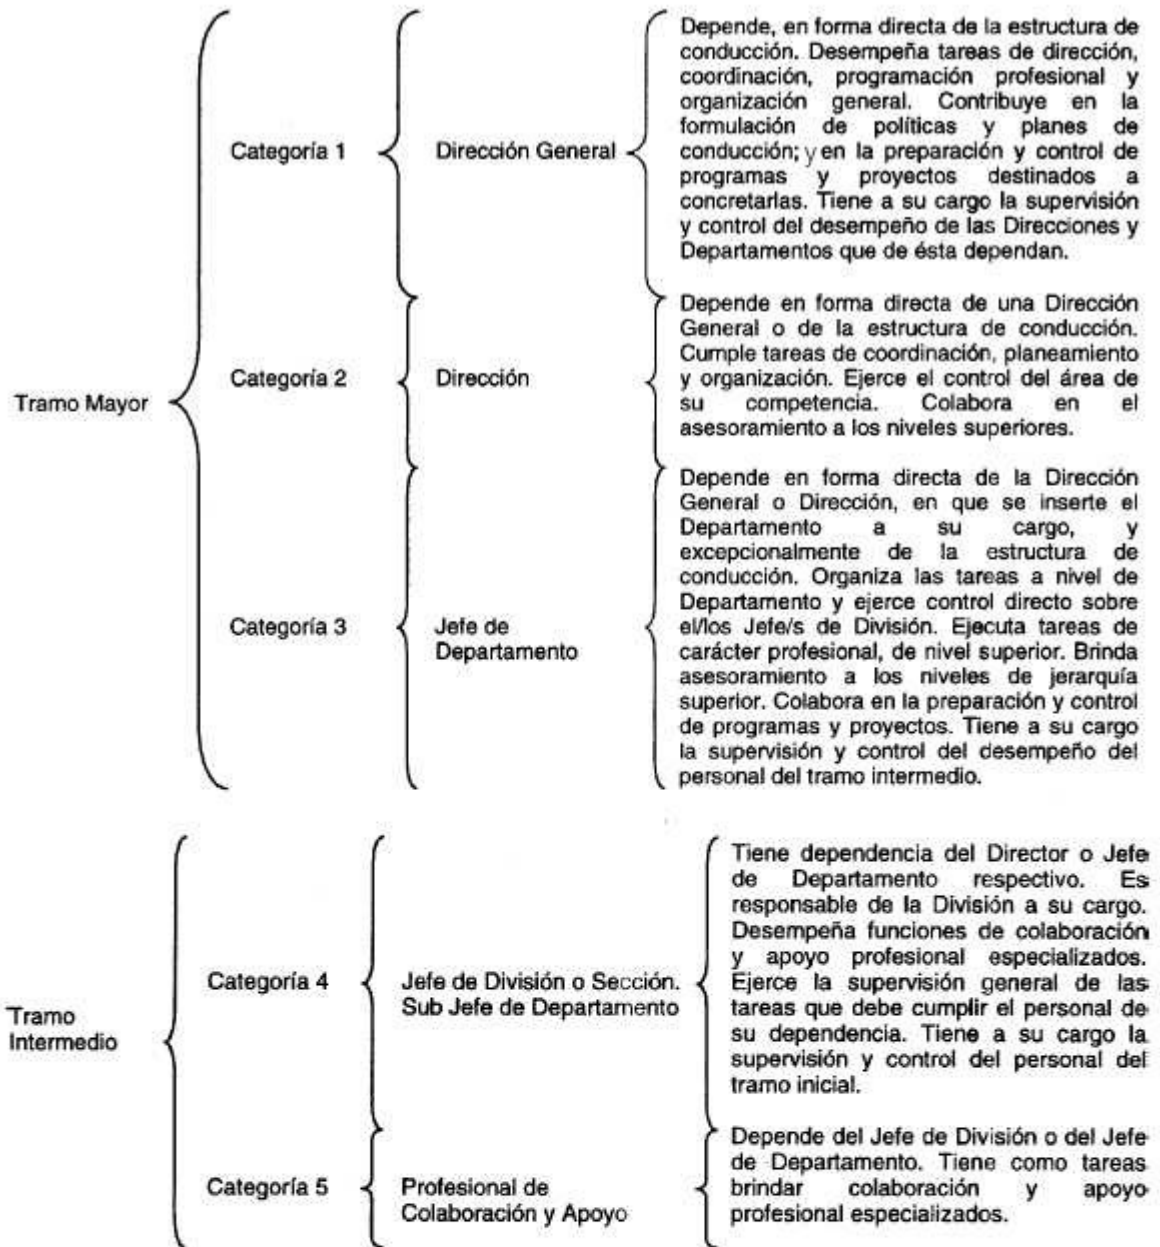 Tramo Mayor
Categoría 1
Dirección General
Depende, en forma directa de la estructura de
conducción. Desempeña tareas de dirección,
coordinación, programación profesional y
organización general. Contribuye en la
formulación de políticas y planes de
conducción; y en la preparación y control de
programas y proyectos destinados a
concretarlas. Tiene a su cargo la supervisión
y control del desempeño de las Direcciones y
Departamentos que de ésta dependan.
Categoría 2
Dirección
Depende en forma directa de una Dirección
General o de la estructura de conducción.
Cumple tareas de coordinación, planeamiento
y organización. Ejerce el control del área de
su competencia. Colabora en el
asesoramiento a los niveles superiores.
Categoría 3
Jefe de
Departamento
Depende en forma directa de la Dirección
General o Dirección, en que se inserte el
Departamento a su cargo, y
excepcionalmente de la estructura de
conducción. Organiza las tareas a nivel de
Departamento y ejerce control directo sobre
el/los Jefe/s de División. Ejecuta tareas de
carácter profesional, de nivel superior. Brinda
asesoramiento a los niveles de jerarquía
superior. Colabora en la preparación y control
de programas y proyectos. Tiene a su cargo
la supervisión y control del desempeño del
personal del tramo intermedio.
Tramo
Intermedio
Categoría 4
Jefe de División o Sección.
Sub Jefe de Departamento
Tiene dependencia del Director o Jefe
de Departamento respectivo. Es
responsable de la División a su cargo.
Desempeña funciones de colaboración
y apoyo profesional especializados.
Ejerce la supervisión general de las
tareas que debe cumplir el personal de
su dependencia. Tiene a su cargo la
supervisión y control del personal del
tramo inicial.
Categoría 5
Profesional de
Colaboración y Apoyo
Depende del Jefe de División o del Jefe
de Departamento. Tiene como tareas
brindar colaboración y apoyo
profesional especializados.